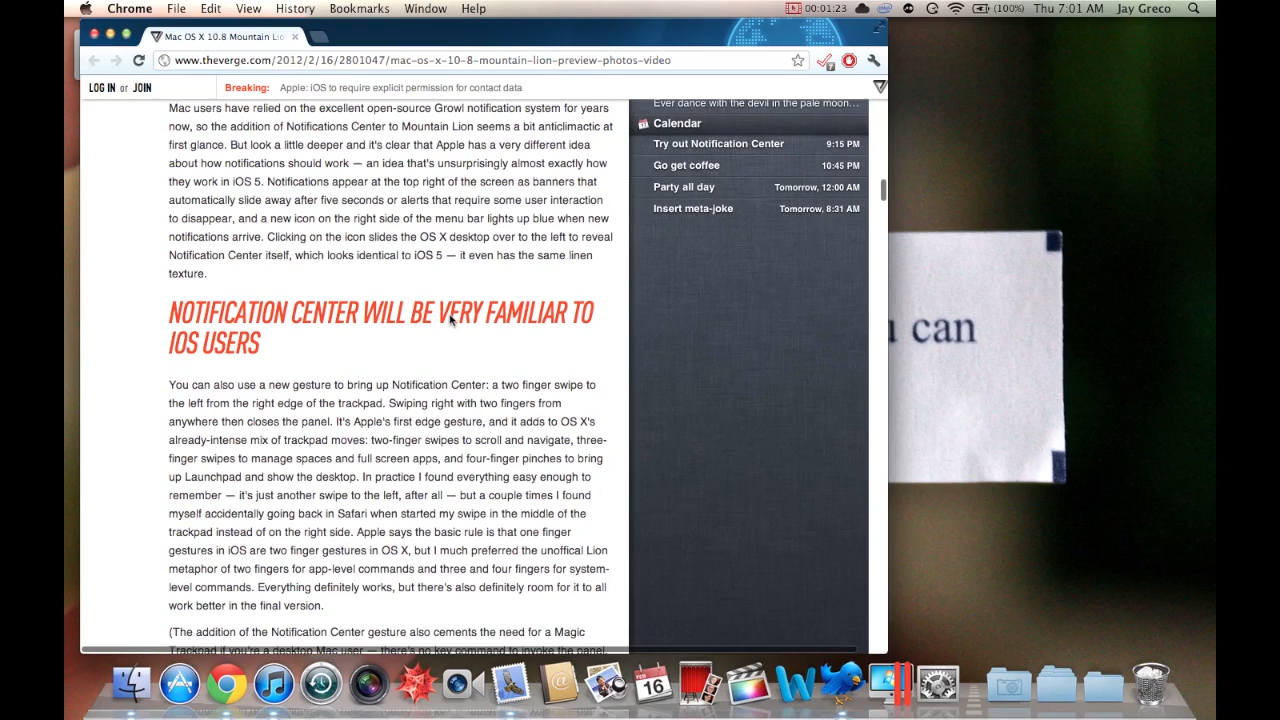 Chrome File Edit View History Bookmarks Window Help 00:01:23 (100%) Thu 7:01 AM Jay Greco
Mac OS X 10.8 Mountain Lio
www.theverge.com/2012/2/16/2801047/mac-os-x-10-8-mountain-lion-preview-photos-video
LOG IN or JOIN Breaking: Apple: iOS to require explicit permission for contact data
Mac users have relied on the excellent open-source Growl notification system for years
now, so the addition of Notifications Center to Mountain Lion seems a bit anticlimactic at
first glance. But look a little deeper and it's clear that Apple has a very different idea
about how notifications should work — an idea that's unsurprisingly almost exactly how
they work in iOS 5. Notifications appear at the top right of the screen as banners that
automatically slide away after five seconds or alerts that require some user interaction
to disappear, and a new icon on the right side of the menu bar lights up blue when new
notifications arrive. Clicking on the icon slides the OS X desktop over to the left to reveal
Notification Center itself, which looks identical to iOS 5 — it even has the same linen
texture.
NOTIFICATION CENTER WILL BE VERY FAMILIAR TO
IOS USERS
You can also use a new gesture to bring up Notification Center: a two finger swipe to
the left from the right edge of the trackpad. Swiping right with two fingers from
anywhere then closes the panel. It's Apple's first edge gesture, and it adds to OS X's
already-intense mix of trackpad moves: two-finger swipes to scroll and navigate, three-
finger swipes to manage spaces and full screen apps, and four-finger pinches to bring
up Launchpad and show the desktop. In practice I found everything easy enough to
remember — it's just another swipe to the left, after all — but a couple times I found
myself accidentally going back in Safari when started my swipe in the middle of the
trackpad instead of on the right side. Apple says the basic rule is that one finger
gestures in iOS are two finger gestures in OS X, but I much preferred the unoffical Lion
metaphor of two fingers for app-level commands and three and four fingers for system-
level commands. Everything definitely works, but there's also definitely room for it to all
work better in the final version.
(The addition of the Notification Center gesture also cements the need for a Magic
Trackpad if you're a desktop Mac user — there's no key command to invoke the panel.
Ever dance with the devil in the pale moon...
Calendar
Try out Notification Center 9:15 PM
Go get coffee 10:45 PM
Party all day Tomorrow, 12:00 AM
Insert meta-joke Tomorrow, 8:31 AM
can
FEB
16